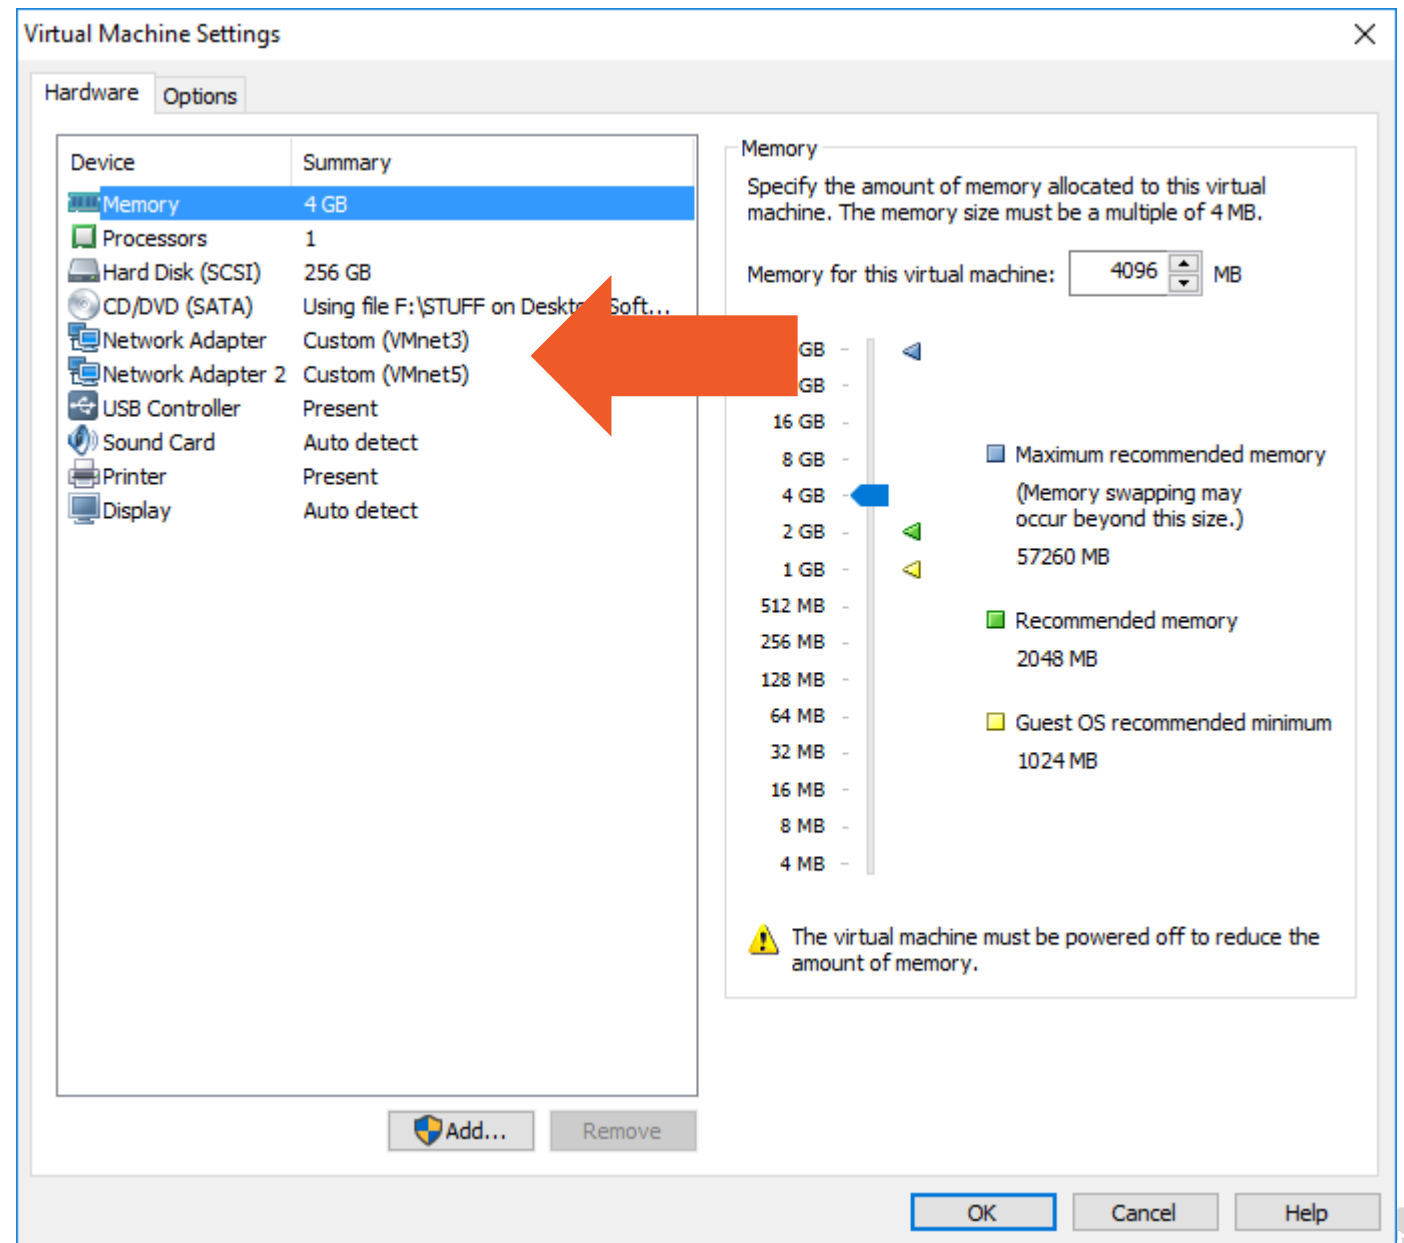 Virtual Machine Settings
Hardware
Options
Device Summary
Memory 4 GB
Processors 1
Hard Disk (SCSI) 256 GB
CD/DVD (SATA) Using file F:\STUFF on Soft...
Network Adapter Custom (VMnet3)
Network Adapter 2 Custom (VMnet5)
USB Controller Present
Sound Card Auto detect
Printer Present
Display Auto detect
Add... Remove
Memory
Specify the amount of memory allocated to this virtual
machine. The memory size must be a multiple of 4 MB.
Memory for this virtual machine: 4096 MB
GB
GB
16 GB
8 GB
4 GB
2 GB
1 GB
512 MB
256 MB
128 MB
64 MB
32 MB
16 MB
8 MB
4 MB
Maximum recommended memory
(Memory swapping may
occur beyond this size.)
57260 MB
Recommended memory
2048 MB
Guest OS recommended minimum
1024 MB
The virtual machine must be powered off to reduce the
amount of memory.
OK Cancel Help